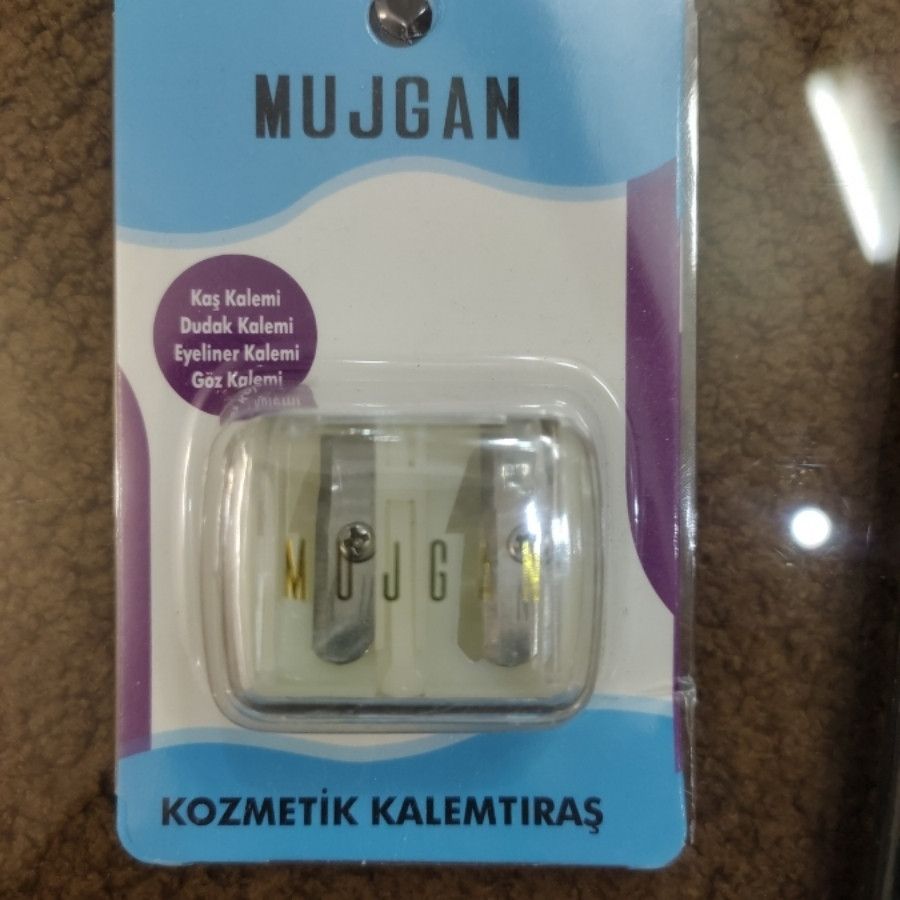 MUJGAN
Kaş Kalemi
Dudak Kalemi
Eyeliner Kalemi
Göz Kalemi
MUJGAN
KOZMETİK KALEMTIRAŞ